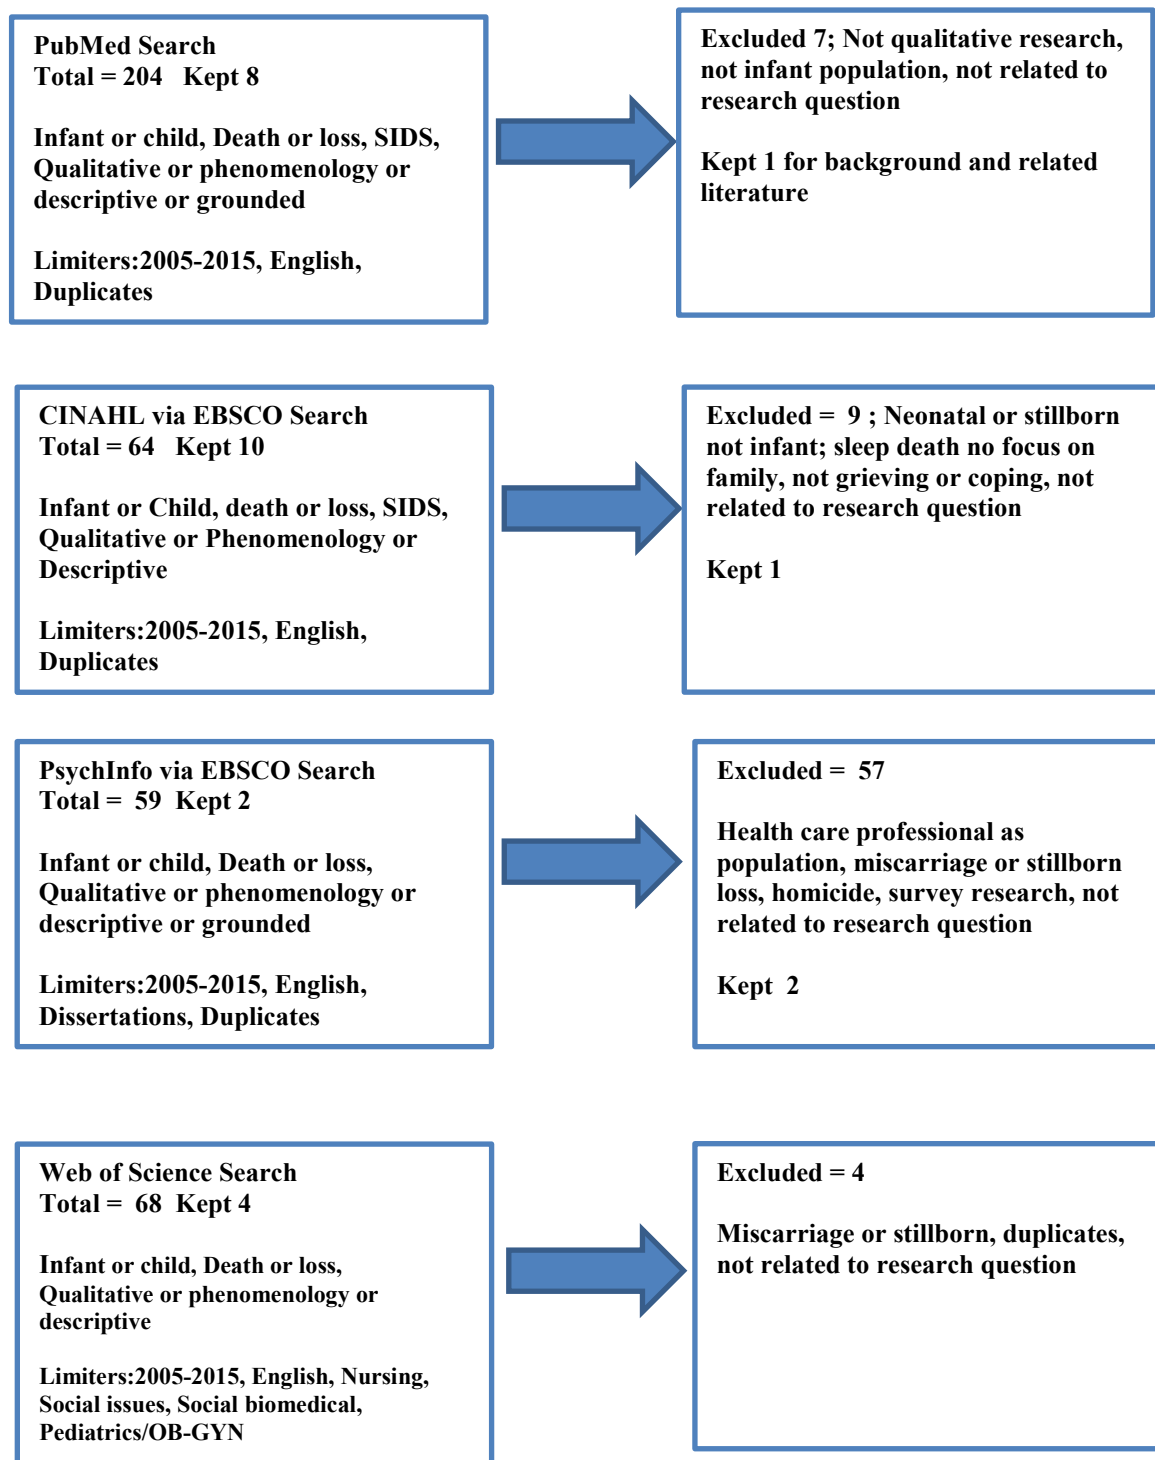 PubMed Search
Total = 204   Kept 8
Infant or child, Death or loss, SIDS,
Qualitative or phenomenology or
descriptive or grounded
Limiters:2005-2015, English,
Duplicates
Excluded 7; Not qualitative research,
not infant population, not related to
research question
Kept 1 for background and related
literature
CINAHL via EBSCO Search
Total = 64   Kept 10
Infant or Child, death or loss, SIDS,
Qualitative or Phenomenology or
Descriptive
Limiters:2005-2015, English,
Duplicates
Excluded =  9 ; Neonatal or stillborn
not infant; sleep death no focus on
family, not grieving or coping, not
related to research question
Kept 1
PsychInfo via EBSCO Search
Total =  59  Kept 2
Infant or child, Death or loss,
Qualitative or phenomenology or
descriptive or grounded
Limiters:2005-2015, English,
Dissertations, Duplicates
Excluded =  57
Health care professional as
population, miscarriage or stillborn
loss, homicide, survey research, not
related to research question
Kept  2
Web of Science Search
Total =  68  Kept 4
Infant or child, Death or loss,
Qualitative or phenomenology or
descriptive
Limiters:2005-2015, English, Nursing,
Social issues, Social biomedical,
Pediatrics/OB-GYN
Excluded = 4
Miscarriage or stillborn, duplicates,
not related to research question